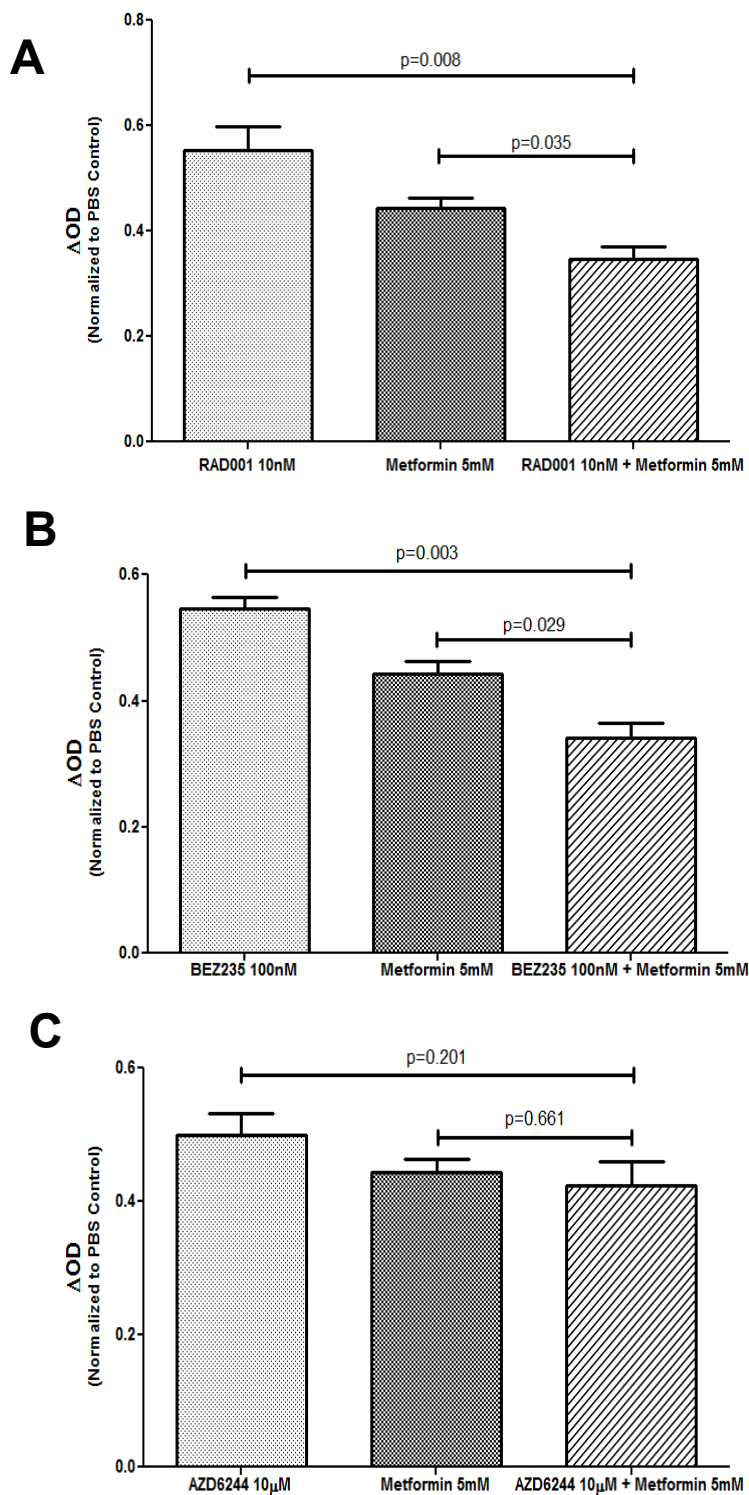 A
0.8
p=0.008
0.6
p=0.035
0.4
0.2
0.0
ΔOD
(Normalized to PBS Control)
RAD001 10nM
Metformin 5mM
RAD001 10nM + Metformin 5mM
B
p=0.003
0.6
p=0.029
0.4
0.2
0.0
ΔOD
(Normalized to PBS Control)
BEZ235 100nM
Metformin 5mM
BEZ235 100nM + Metformin 5mM
C
0.6
p=0.201
p=0.661
0.4
0.2
0.0
ΔOD
(Normalized to PBS Control)
AZD6244 10µM
Metformin 5mM
AZD6244 10µM + Metformin 5mM